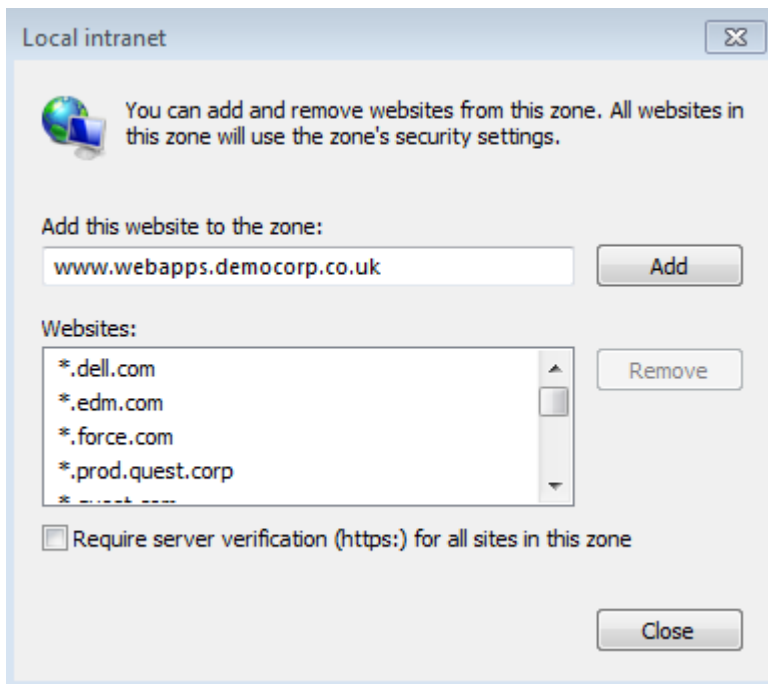 Local intranet
You can add and remove websites from this zone. All websites in
this zone will use the zone's security settings.
Add this website to the zone:
www.webapps.democorp.co.uk
Add
Websites:
*.dell.com
Remove
*.edm.com
*.force.com
*.prod.quest.corp
Require server verification (https:) for all sites in this zone
Close